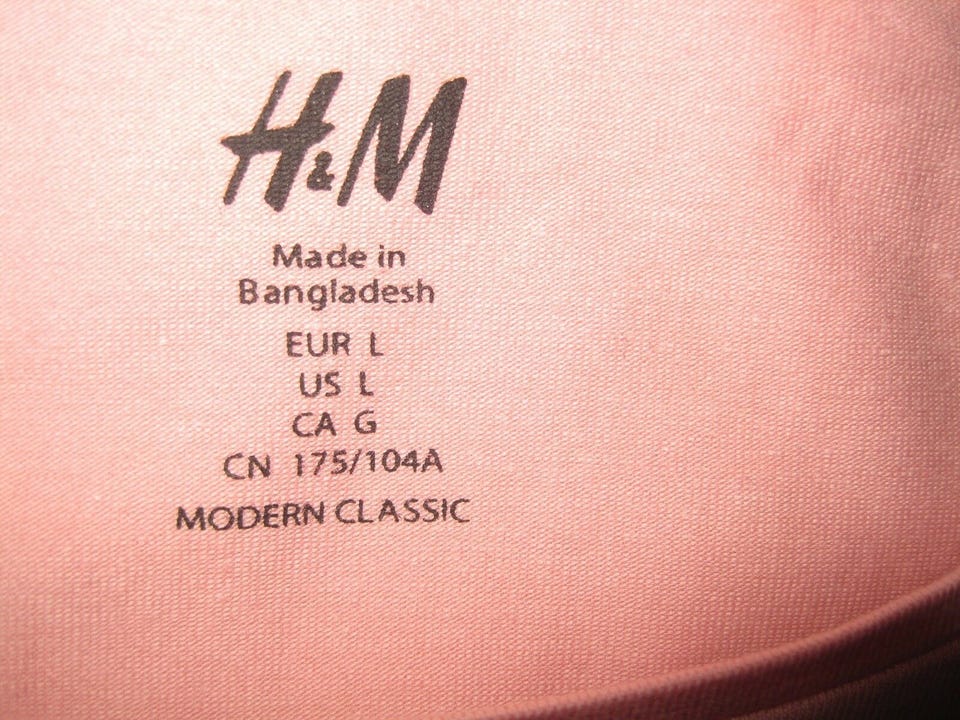 H&M
Made in
Bangladesh
EUR L
US L
CA G
CN 175/104A
MODERN CLASSIC